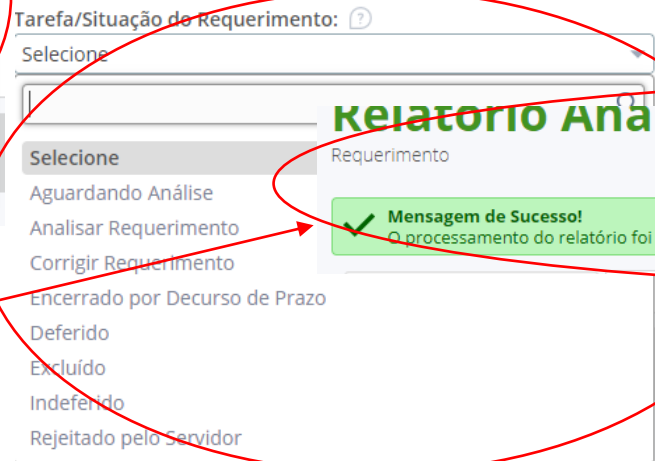 Tarefa/Situação do Requerimento: ?
Selecione
Relatório Aná
Requerimento
Mensagem de Sucesso!
O processamento do relatório foi
Selecione
Aguardando Análise
Analisar Requerimento
Corrigir Requerimento
Encerrado por Decurso de Prazo
Deferido
Excluído
Indeferido
Rejeitado pelo Servidor